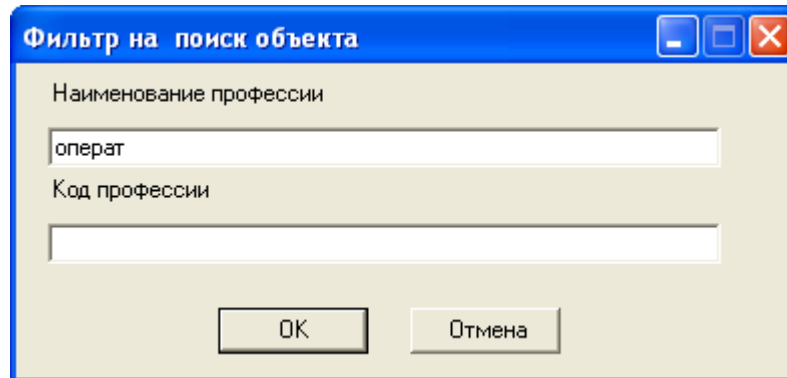 Фильтр на  поиск объекта
Наименование профессии
операт
Код профессии
OK
Отмена